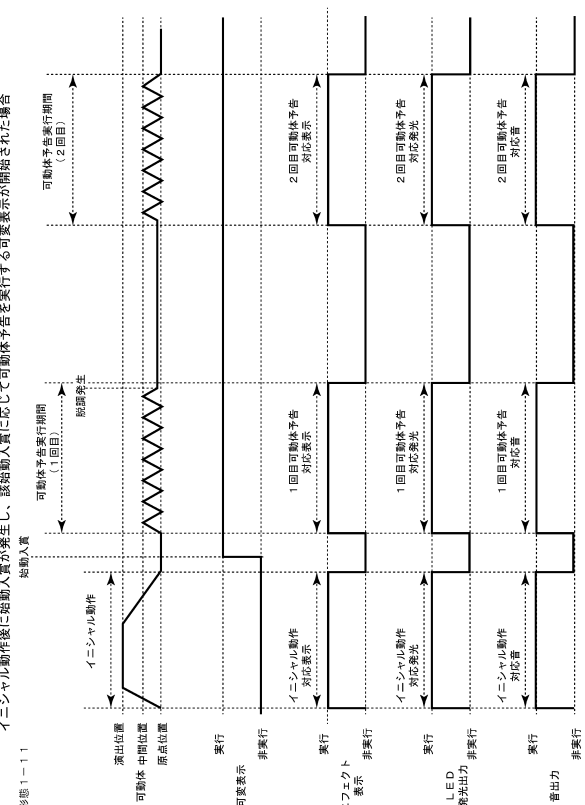 形態１－１１
イニシャル動作後に始動入賞が発生し、該始動入賞に応じて可動体予告を実行する可変表示が開始された場合
始動入賞
イニシャル動作
可動体予告実行期間
（１回目）
脱調発生
可動体予告実行期間
（２回目）
可動体
演出位置
中間位置
原点位置
可変表示
実行
非実行
エフェクト
表示
実行
非実行
イニシャル動作
対応表示
１回目可動体予告
対応表示
２回目可動体予告
対応表示
ＬＥＤ
発光出力
実行
非実行
イニシャル動作
対応発光
１回目可動体予告
対応発光
２回目可動体予告
対応発光
音出力
実行
非実行
イニシャル動作
対応音
１回目可動体予告
対応音
２回目可動体予告
対応音